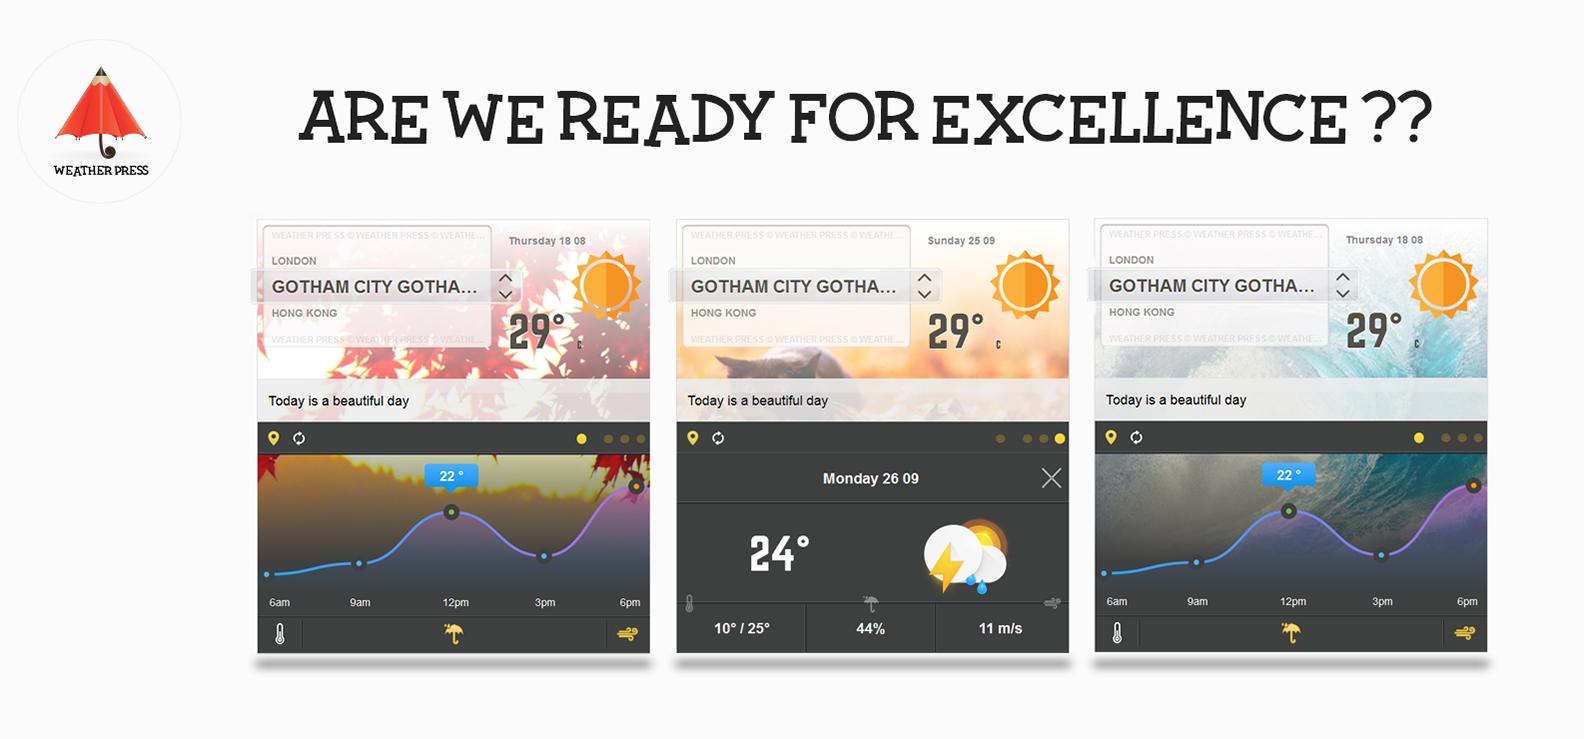 ARE WE READY FOR EXCELLENCE ??
WEATHER PRESS
WEATHER PRESS © WEATHER PRESS © WEATHE...
Thursday 18 08
LONDON
GOTHAM CITY GOTHA...
HONG KONG
29°
c
WEATHER PRESS © WEATHER PRESS © WEATHE...
Today is a beautiful day
22 °
6am 9am 12pm 3pm 6pm
WEATHER PRESS © WEATHER PRESS © WEATHE...
Sunday 25 09
LONDON
GOTHAM CITY GOTHA...
HONG KONG
29°
c
WEATHER PRESS © WEATHER PRESS © WEATHE...
Today is a beautiful day
Monday 26 09
24°
10° / 25° 44% 11 m/s
WEATHER PRESS © WEATHER PRESS © WEATHE...
Thursday 18 08
LONDON
GOTHAM CITY GOTHA...
HONG KONG
29°
c
WEATHER PRESS © WEATHER PRESS © WEATHE...
Today is a beautiful day
22 °
6am 9am 12pm 3pm 6pm